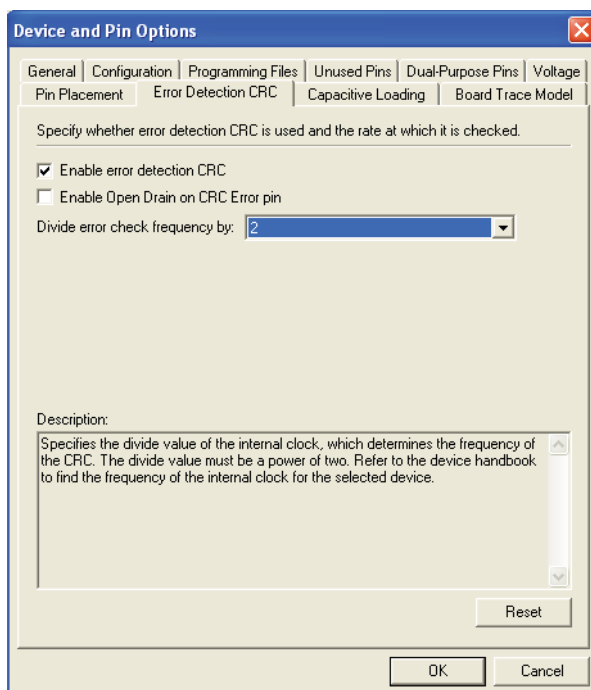 Device and Pin Options
General Configuration Programming Files Unused Pins Dual-Purpose Pins Voltage
Pin Placement Error Detection CRC Capacitive Loading Board Trace Model
Specify whether error detection CRC is used and the rate at which it is checked.
Enable error detection CRC
Enable Open Drain on CRC Error pin
Divide error check frequency by: 2
Description:
Specifies the divide value of the internal clock, which determines the frequency of
the CRC. The divide value must be a power of two. Refer to the device handbook
to find the frequency of the internal clock for the selected device.
Reset
OK Cancel